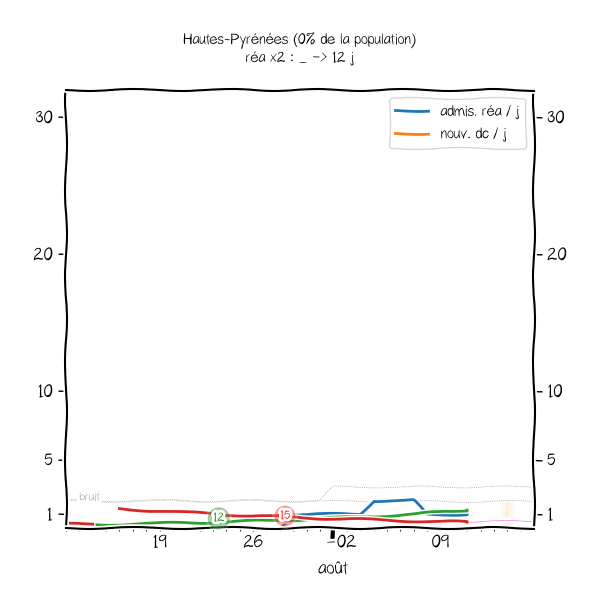 Hautes-Pyrénées (0% de la population)
réa x2 : _ -> 12 j
admis. réa / j
nouv. dc / j
30
30
20
20
10
10
5
5
bruit
12
15
1
1
19
26
-02
09
août